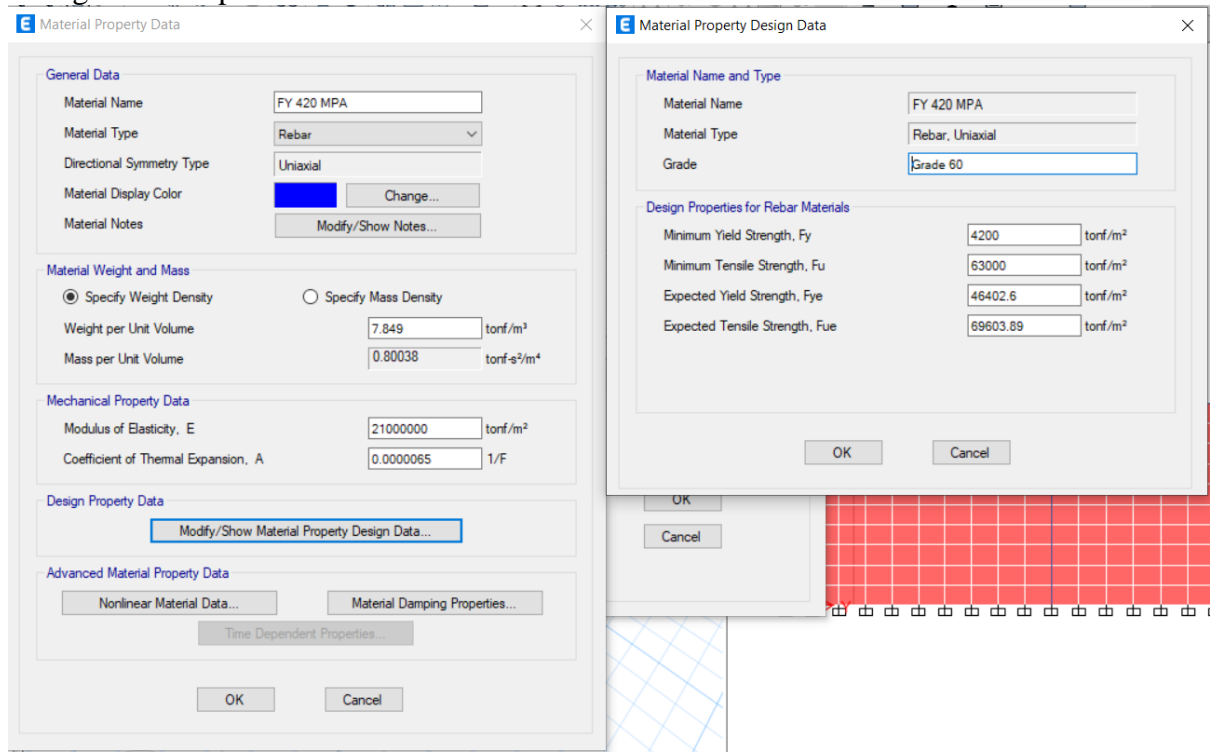 E Material Property Data
General Data
Material Name FY 420 MPA
Material Type Rebar
Directional Symmetry Type Uniaxial
Material Display Color Change...
Material Notes Modify/Show Notes...
Material Weight and Mass
Specify Weight Density Specify Mass Density
Weight per Unit Volume 7.849 tonf/m³
Mass per Unit Volume 0.80038 tonf-s²/m⁴
Mechanical Property Data
Modulus of Elasticity, E 21000000 tonf/m²
Coefficient of Thermal Expansion, A 0.0000065 1/F
Design Property Data
Modify/Show Material Property Design Data...
Advanced Material Property Data
Nonlinear Material Data... Material Damping Properties...
Time Dependent Properties...
OK Cancel
E Material Property Design Data
Material Name and Type
Material Name FY 420 MPA
Material Type Rebar, Uniaxial
Grade Grade 60
Design Properties for Rebar Materials
Minimum Yield Strength, Fy 4200 tonf/m²
Minimum Tensile Strength, Fu 63000 tonf/m²
Expected Yield Strength, Fye 46402.6 tonf/m²
Expected Tensile Strength, Fue 69603.89 tonf/m²
OK Cancel
OK
Cancel
Y